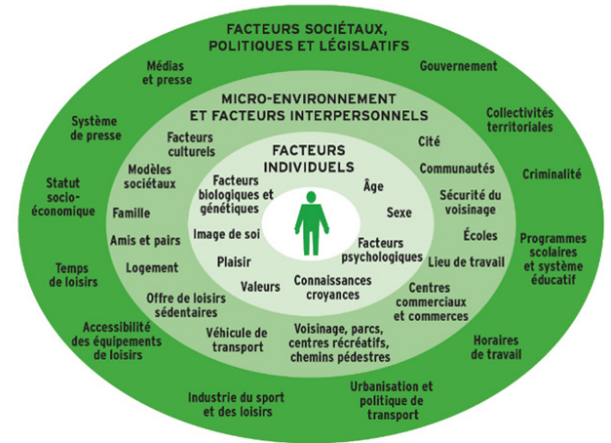 FACTEURS SOCIÉTAUX,
POLITIQUES ET LÉGISLATIFS
Médias
et presse
Gouvernement
Système
de presse
Collectivités
territoriales
Statut
socio-
économique
Criminalité
Temps
de loisirs
Programmes
scolaires
et système
éducatif
Accessibilité
des équipements
de loisirs
Horaires
de travail
Industrie du sport
et des loisirs
Urbanisation et
politique de
transport
MICRO-ENVIRONNEMENT
ET FACTEURS INTERPERSONNELS
Facteurs
culturels
Cité
Modèles
sociétaux
Communautés
Famille
Sécurité du
voisinage
Amis et pairs
Écoles
Logement
Lieu de travail
Offre de loisirs
sédentaires
Centres
commerciaux
et commerces
Véhicule de
transport
Voisinage, parcs,
centres récréatifs,
chemins pédestres
FACTEURS
INDIVIDUELS
Facteurs
biologiques et
génétiques
Âge
Sexe
Image de soi
Facteurs
psychologiques
Plaisir
Valeurs
Connaissances
croyances